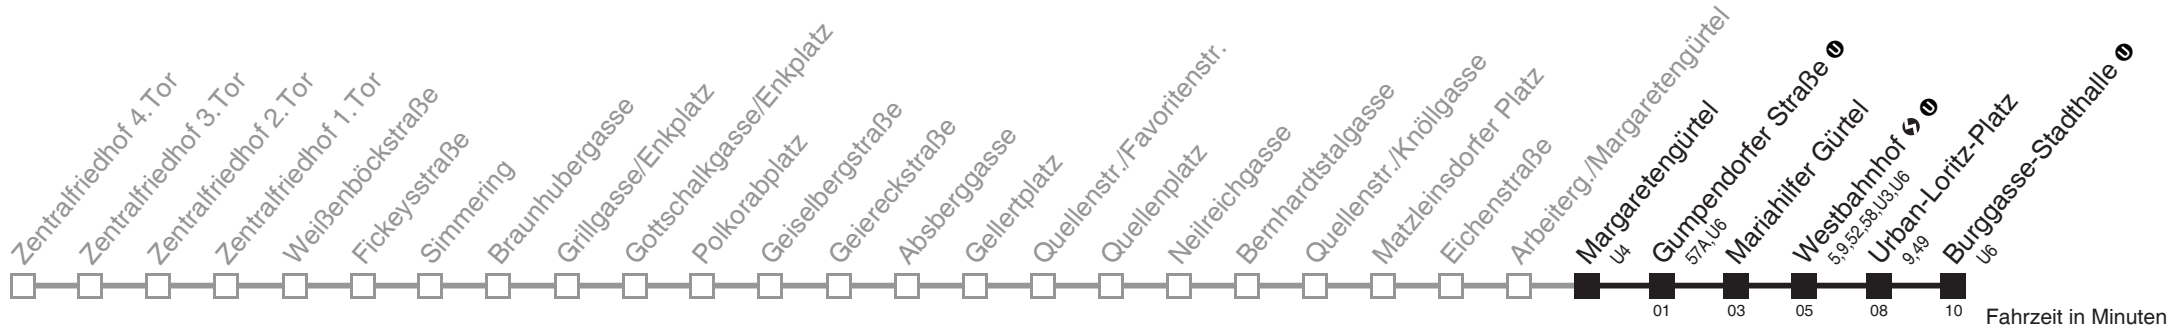 Zentralfriedhof 4. Tor
Zentralfriedhof 3. Tor
Zentralfriedhof 2. Tor
Zentralfriedhof 1. Tor
Weißenböckstraße
Fickeysstraße
Simmering
Braunhubergasse
Grillgasse/Enkplatz
Gottschalkgasse/Enkplatz
Polkorabplatz
Geiselbergstraße
Geiereckstraße
Absberggasse
Gellertplatz
Quellenstr./Favoritenstr.
Quellenplatz
Neilreichgasse
Bernhardtstalgasse
Quellenstr./Knöllgasse
Matzleinsdorfer Platz
Eichenstraße
Arbeiterg./Margaretengürtel
Margaretengürtel
U4
Gumpendorfer Straße U
57A,U6
Mariahilfer Gürtel
Westbahnhof S U
5,9,52,58,U3,U6
Urban-Loritz-Platz
9,49
Burggasse-Stadthalle U
U6
01 03 05 08 10 Fahrzeit in Minuten